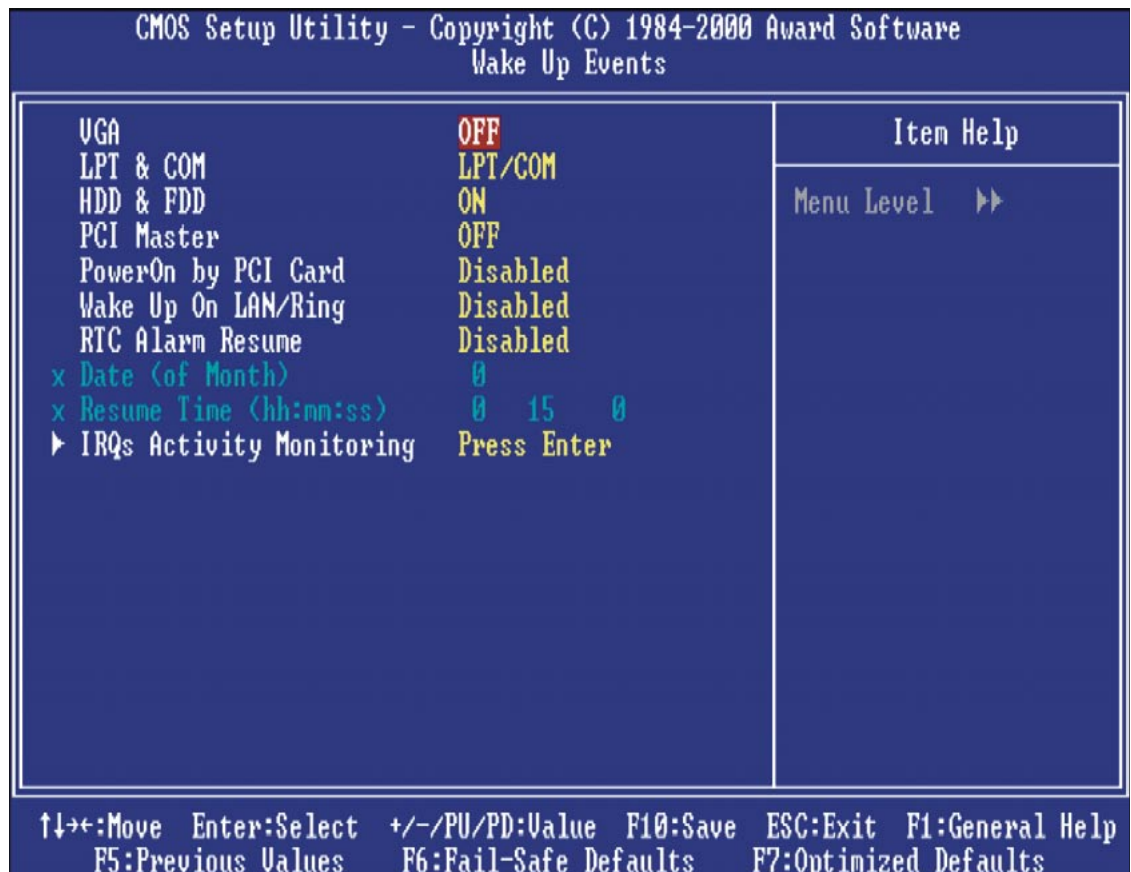 CMOS Setup Utility - Copyright (C) 1984-2000 Award Software
Wake Up Events
VGA OFF
LPT & COM LPT/COM
HDD & FDD ON
PCI Master OFF
PowerOn by PCI Card Disabled
Wake Up On LAN/Ring Disabled
RTC Alarm Resume Disabled
x Date (of Month) 0
x Resume Time (hh:mm:ss) 0 15 0
▶ IRQs Activity Monitoring Press Enter
Item Help
Menu Level ▶▶
↑↓→←:Move Enter:Select +/-/PU/PD:Value F10:Save ESC:Exit F1:General Help
F5:Previous Values F6:Fail-Safe Defaults F7:Optimized Defaults